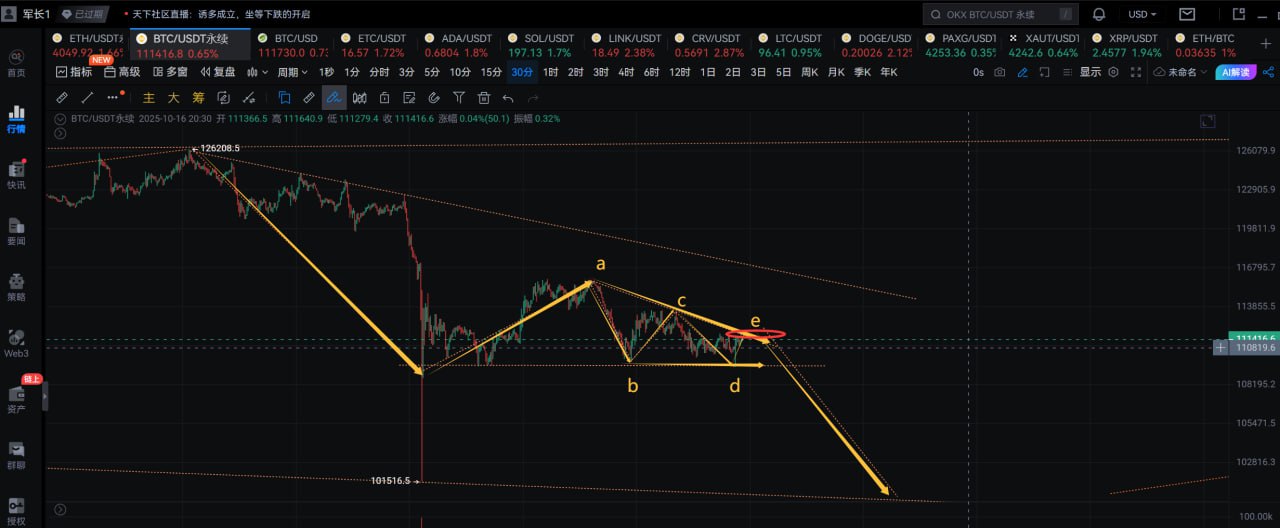 军长1 已过期 • 天下社区直播：诱多成立，坐等下跌的开启 OKX BTC/USDT 永续 / USD
ETH/USDT永 BTC/USDT永续 BTC/USD ETC/USDT ADA/USDT SOL/USDT LINK/USDT CRV/USDT LTC/USDT DOGE/USD PAXG/USD XAUT/USD XRP/USDT ETH/BTC
4049.92 1.66% 111416.8 0.65% 111730.0 0.73 16.57 1.72% 0.6804 1.8% 197.13 1.7% 18.49 2.38% 0.5691 2.87% 96.41 0.95% 0.20026 2.12% 4253.36 0.35% 4242.6 0.64% 2.4577 1.94% 0.03635 1%
NEW
指标 高级 多窗 复盘 周期 1秒 1分 分时 3分 5分 10分 15分 30分 1时 2时 3时 4时 6时 12时 1日 2日 3日 5日 周K 月K 季K 年K 0s 显示 未命名 AI解读
主 大 筹
BTC/USDT永续 2025-10-16 20:30 开 111366.5 高 111640.9 低 111279.4 收 111416.6 涨幅 0.04%(50.1) 振幅 0.32%
首页
行情
快讯
要闻
策略
Web3
链上
资产
群聊
授权
126208.5
a
c
e
b
d
101516.5
126079.9
122905.9
119811.9
116795.7
113855.5
111416.6
110819.6
108195.2
105471.5
102816.3
100.00k